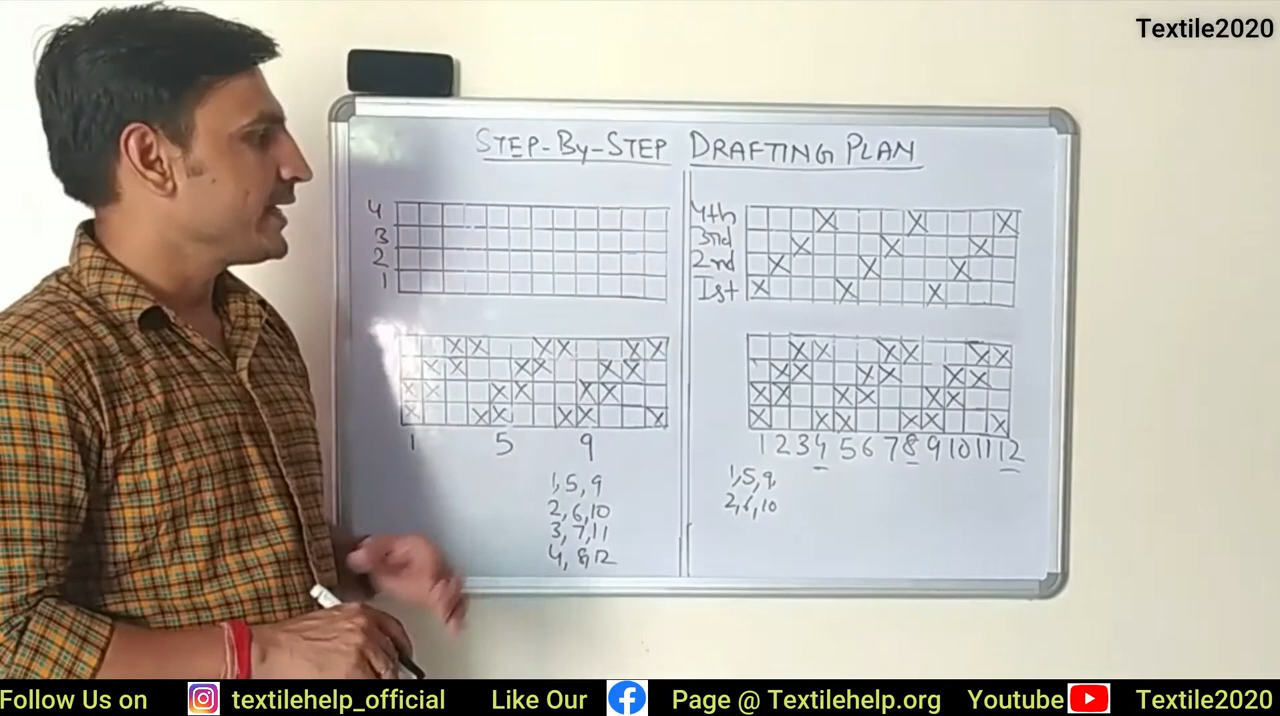 Textile2020
STEP-BY-STEP DRAFTING PLAN
4
3
2
1
1 5 9
1, 5, 9
2, 6, 10
3, 7, 11
4, 8, 12
4th
3rd
2nd
Ist
1 2 3 4 5 6 7 8 9 10 11 12
1, 5, 9,
2, 6, 10
Follow Us on textilehelp_official Like Our Page @ Textilehelp.org Youtube Textile2020